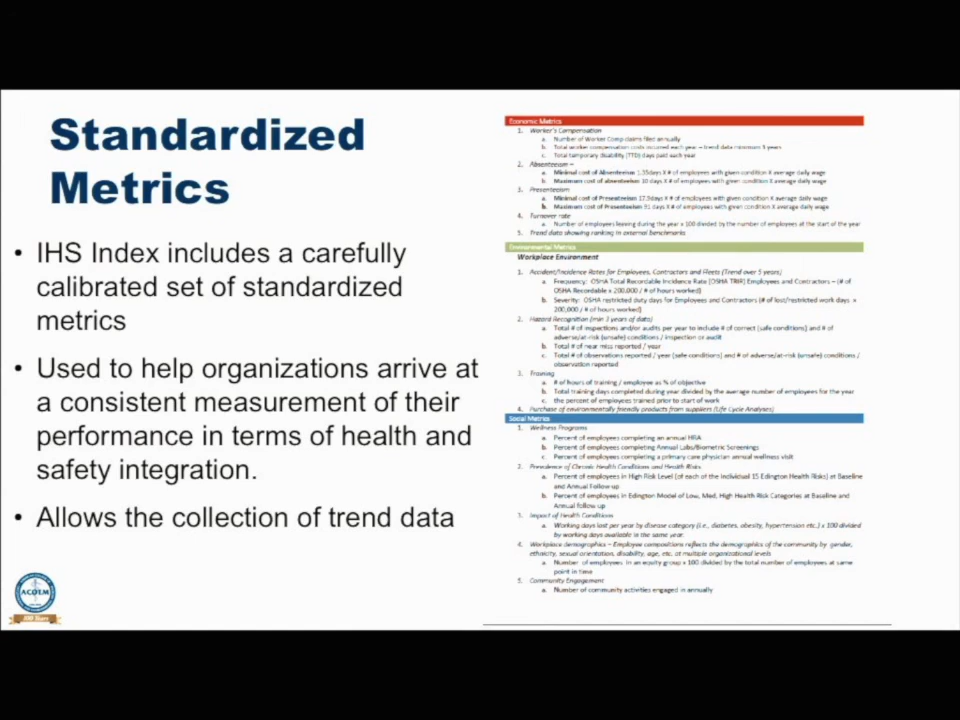 Standardized
Metrics
• IHS Index includes a carefully
calibrated set of standardized
metrics
• Used to help organizations arrive at
a consistent measurement of their
performance in terms of health and
safety integration.
• Allows the collection of trend data
ACOEM
100 Years
Economic Metrics
1. Worker's Compensation
a. Number of Worker Comp claims filed annually
b. Total worker compensation costs incurred each year – trend data minimum 3 years
c. Total temporary disability (TTD) days paid each year
2. Absenteeism –
a. Minimal cost of Absenteeism days X # of employees with given condition X average daily wage
b. Maximum cost of absenteeism 10 days X # of employees with given condition X average daily wage
3. Presenteeism
a. Minimal cost of Presenteeism 17.9days X # of employees with given condition X average daily wage
b. Maximum cost of Presenteeism 31 days X # of employees with given condition X average daily wage
4. Turnover rate
a. Number of employees leaving during the year x 100 divided by the number of employees at the start of the year
5. Trend data showing ranking in external benchmarks
Environmental Metrics
Workplace Environment
1. Accident/Incidence Rates for Employees, Contractors and Fleets (Trend over 5 years)
a. Frequency: OSHA Total Recordable Incidence Rate (OSHA TRIR) Employees and Contractors – (# of
OSHA Recordable x 200,000 / # of hours worked)
b. Severity: OSHA restricted duty days for Employees and Contractors (# of lost/restricted work days x
200,000 / # of hours worked)
2. Hazard Recognition (min 3 years of data)
a. Total # of inspections and/or audits per year to include # of correct (safe conditions) and # of
adverse/at-risk (unsafe) conditions / inspection or audit
b. Total # of near miss reported / year
c. Total # of observations reported / year (safe conditions) and # of adverse/at-risk (unsafe) conditions /
observation reported
3. Training
a. # of hours of training / employee as % of objective
b. Total training days completed during year divided by the average number of employees for the year
c. the percent of employees trained prior to start of work
4. Purchase of environmentally friendly products from suppliers (Life Cycle Analyses)
Social Metrics
1. Wellness Programs
a. Percent of employees completing an annual HRA
b. Percent of employees completing Annual Labs/Biometric Screenings
c. Percent of employees completing a primary care physician annual wellness visit
2. Prevalence of Chronic Health Conditions and Health Risks
a. Percent of employees in High Risk Level (of each of the individual 15 Edington Health Risks) at Baseline
and Annual Follow-up
b. Percent of employees in Edington Model of Low, Med, High Health Risk Categories at Baseline and
Annual follow up
3. Impact of Health Conditions
a. Working days lost per year by disease category (i.e., diabetes, obesity, hypertension etc.) x 100 divided
by working days available in the same year.
4. Workplace demographics – Employee compositions reflects the demographics of the community by gender,
ethnicity, sexual orientation, disability, age, etc. at multiple organizational levels
a. Number of employees in an equity group x 100 divided by the total number of employees at same
point in time
5. Community Engagement
a. Number of community activities engaged in annually